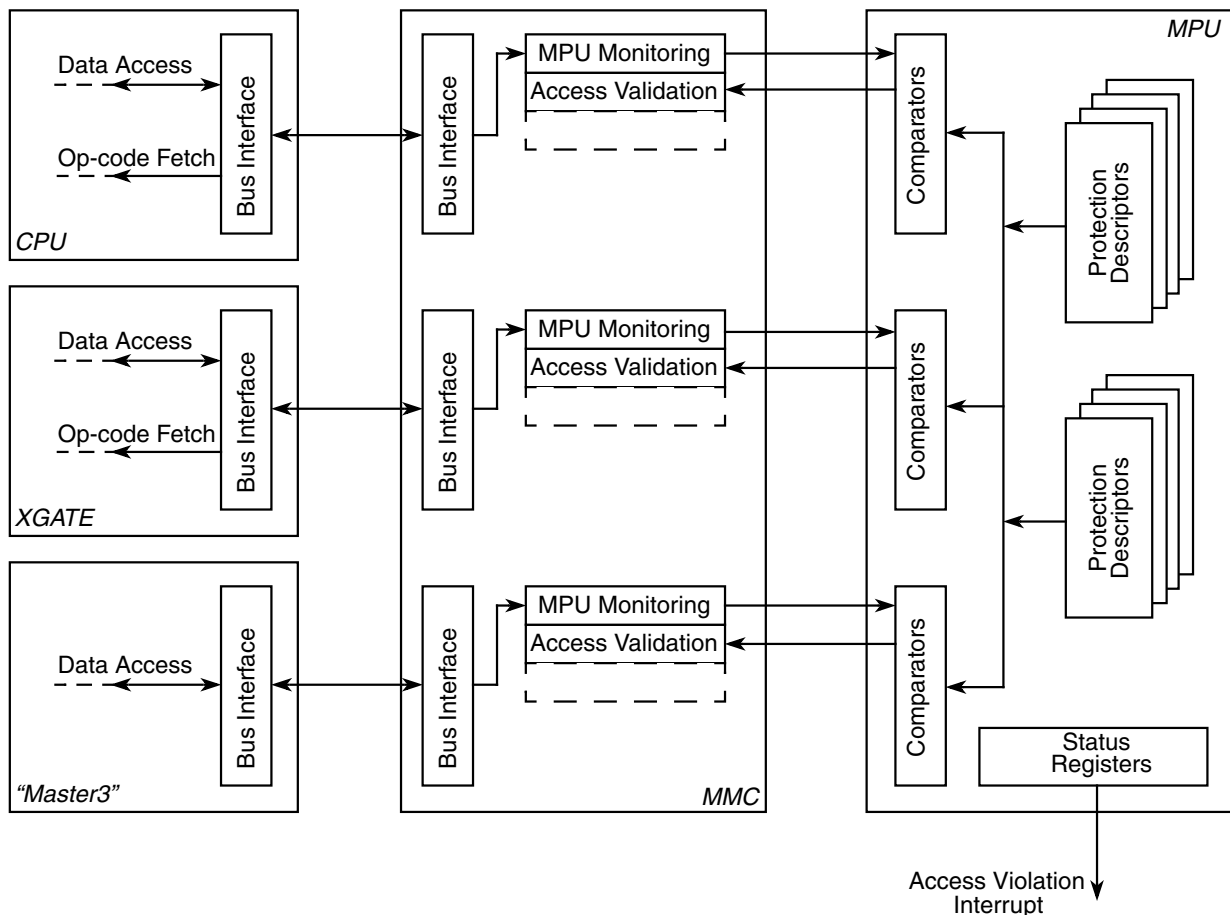 MPU
Data Access
Op-code Fetch
Bus Interface
CPU
Bus Interface
MPU Monitoring
Access Validation
Comparators
Protection
Descriptors
Data Access
Op-code Fetch
Bus Interface
XGATE
Bus Interface
MPU Monitoring
Access Validation
Comparators
Protection
Descriptors
Data Access
Bus Interface
“Master3”
Bus Interface
MPU Monitoring
Access Validation
MMC
Comparators
Status
Registers
Access Violation
Interrupt